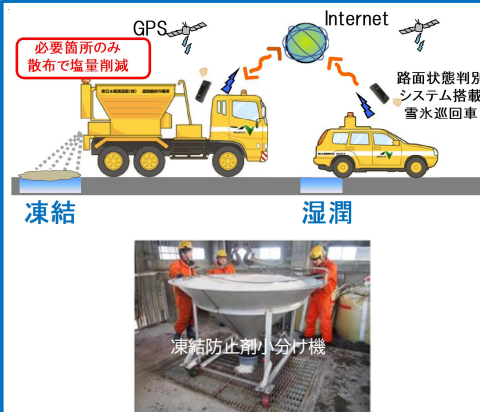 GPS
Internet
必要箇所のみ
散布で塩量削減
路面状態判別
システム搭載
雪氷巡回車
凍結
湿潤
凍結防止剤小分け機